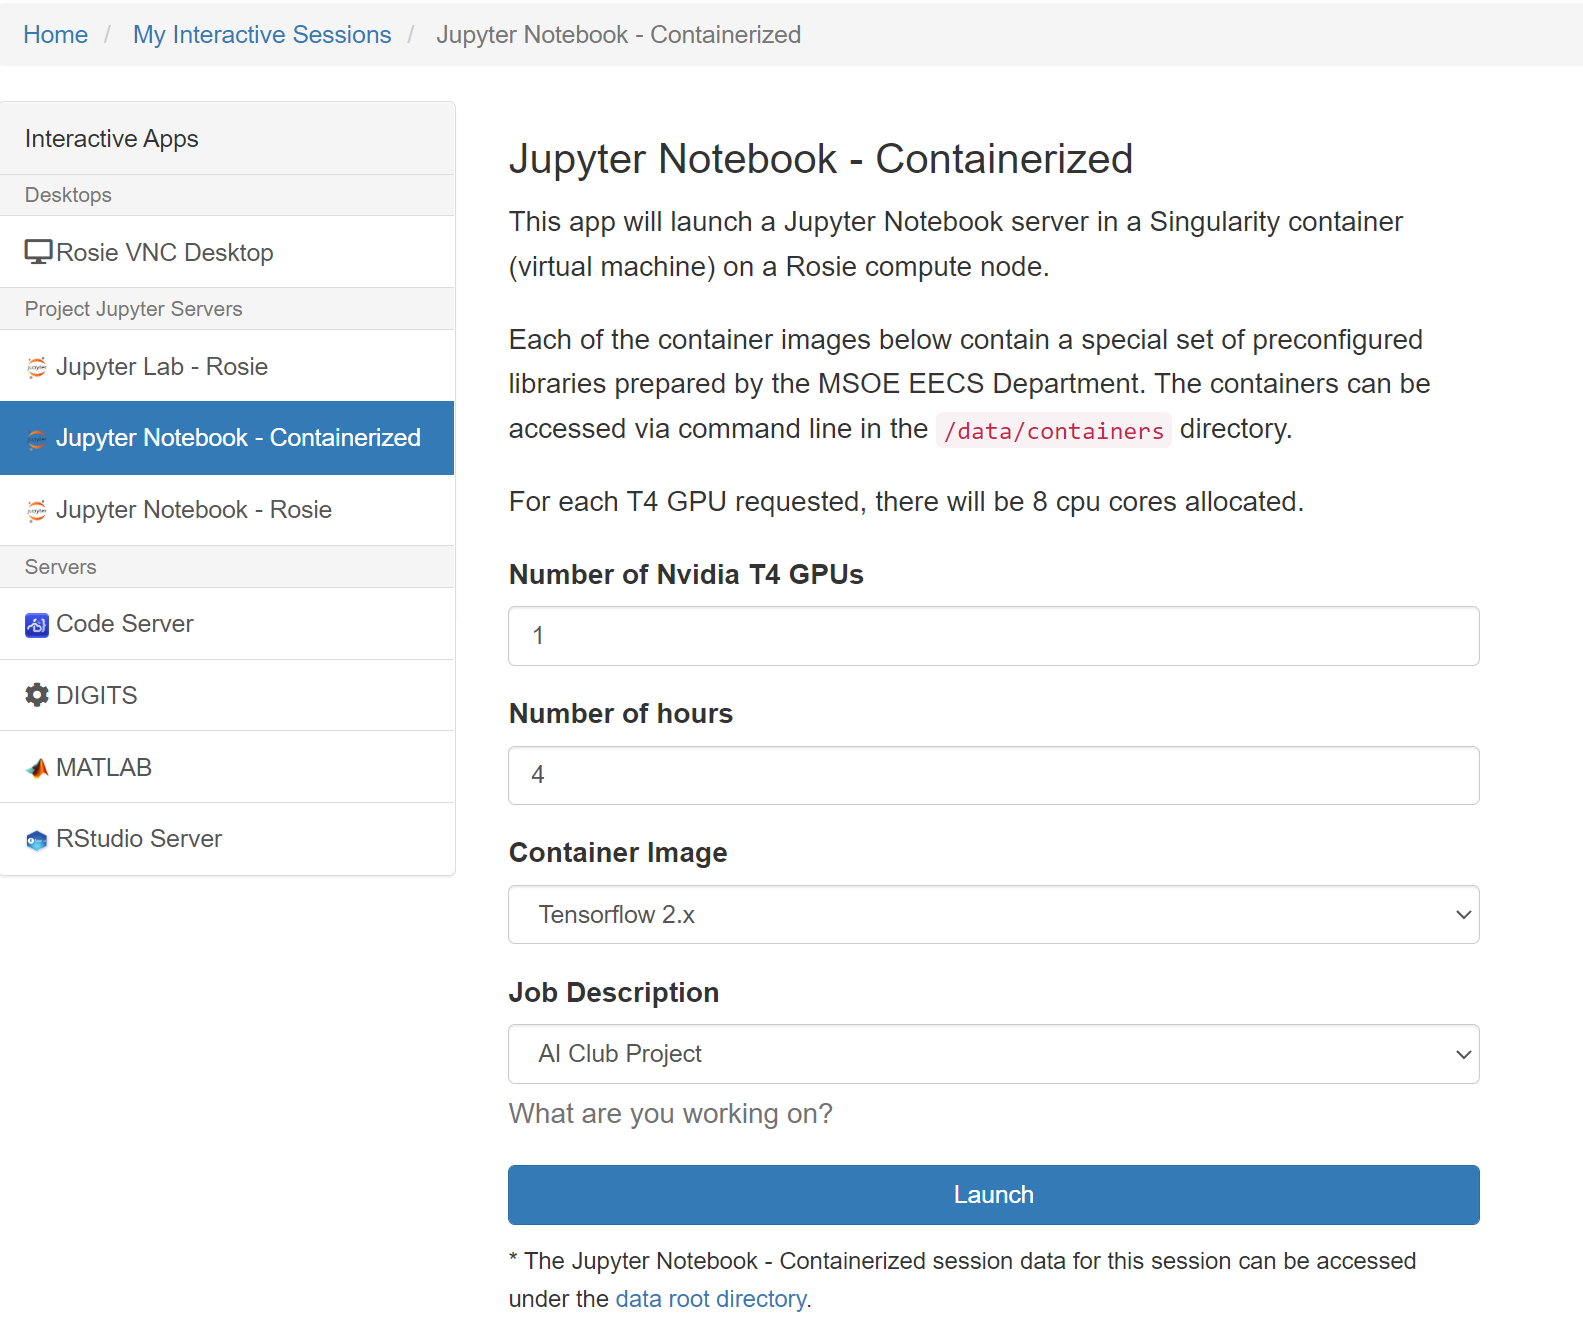 Home / My Interactive Sessions / Jupyter Notebook - Containerized
Interactive Apps
Desktops
Rosie VNC Desktop
Project Jupyter Servers
Jupyter Lab - Rosie
Jupyter Notebook - Containerized
Jupyter Notebook - Rosie
Servers
Code Server
DIGITS
MATLAB
RStudio Server
Jupyter Notebook - Containerized
This app will launch a Jupyter Notebook server in a Singularity container
(virtual machine) on a Rosie compute node.
Each of the container images below contain a special set of preconfigured
libraries prepared by the MSOE EECS Department. The containers can be
accessed via command line in the /data/containers directory.
For each T4 GPU requested, there will be 8 cpu cores allocated.
Number of Nvidia T4 GPUs
1
Number of hours
4
Container Image
Tensorflow 2.x
Job Description
AI Club Project
What are you working on?
Launch
* The Jupyter Notebook - Containerized session data for this session can be accessed
under the data root directory.